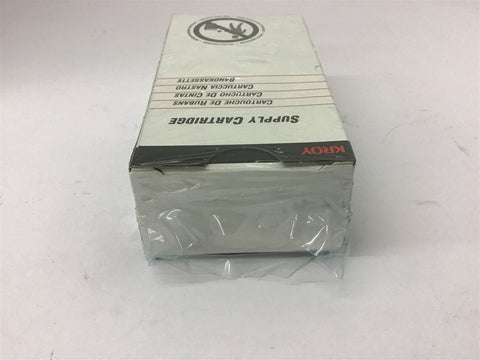 KROY
SUPPLY CARTRIDGE
CARTOUCHE DE RUBANS
CARTUCHO DE CINTAS
CARTUCCIA NASTRO
BANDKASSETTE